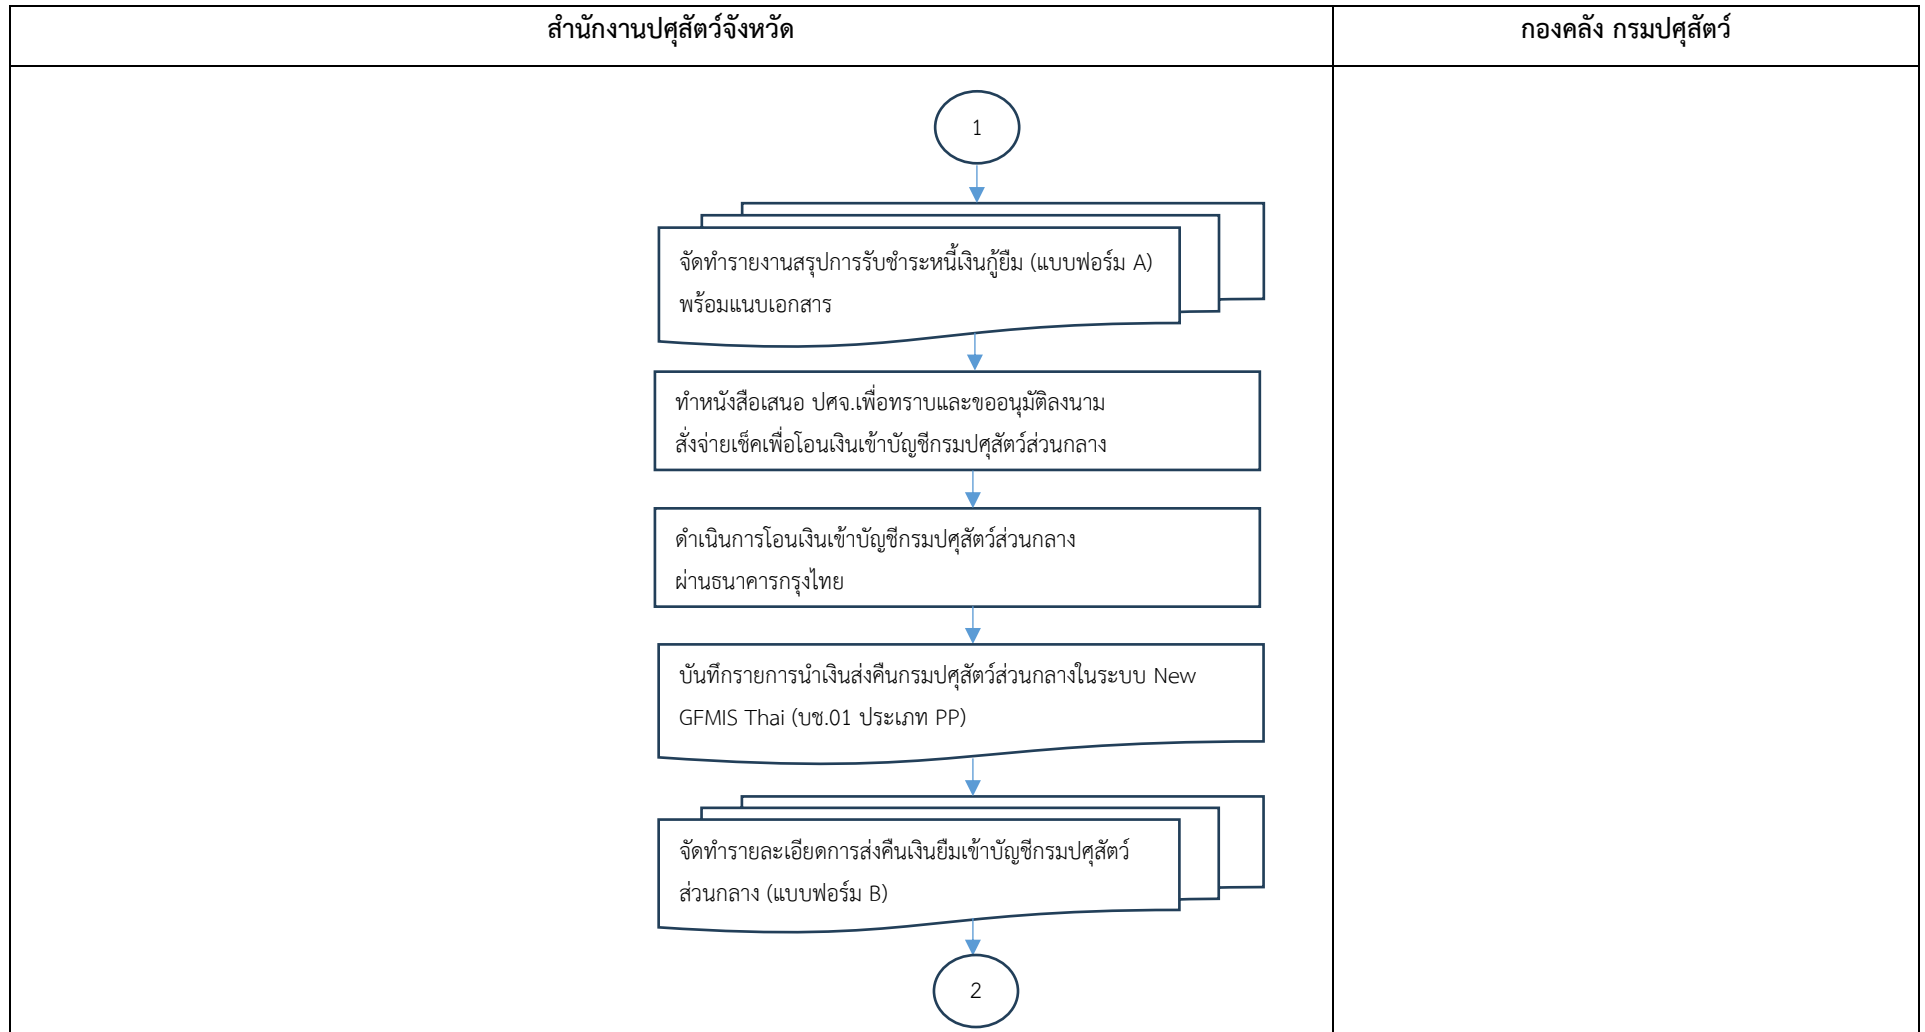 สำนักงานปศุสัตว์จังหวัด
กองคลัง กรมปศุสัตว์
1
จัดทำรายงานสรุปการรับชำระหนี้เงินกู้ยืม (แบบฟอร์ม A)
พร้อมแนบเอกสาร
ทำหนังสือเสนอ ปศจ.เพื่อทราบและขออนุมัติลงนาม
สั่งจ่ายเช็คเพื่อโอนเงินเข้าบัญชีกรมปศุสัตว์ส่วนกลาง
ดำเนินการโอนเงินเข้าบัญชีกรมปศุสัตว์ส่วนกลาง
ผ่านธนาคารกรุงไทย
บันทึกรายการนำเงินส่งคืนกรมปศุสัตว์ส่วนกลางในระบบ New
GFMIS Thai (บช.01 ประเภท PP)
จัดทำรายละเอียดการส่งคืนเงินยืมเข้าบัญชีกรมปศุสัตว์
ส่วนกลาง (แบบฟอร์ม B)
2